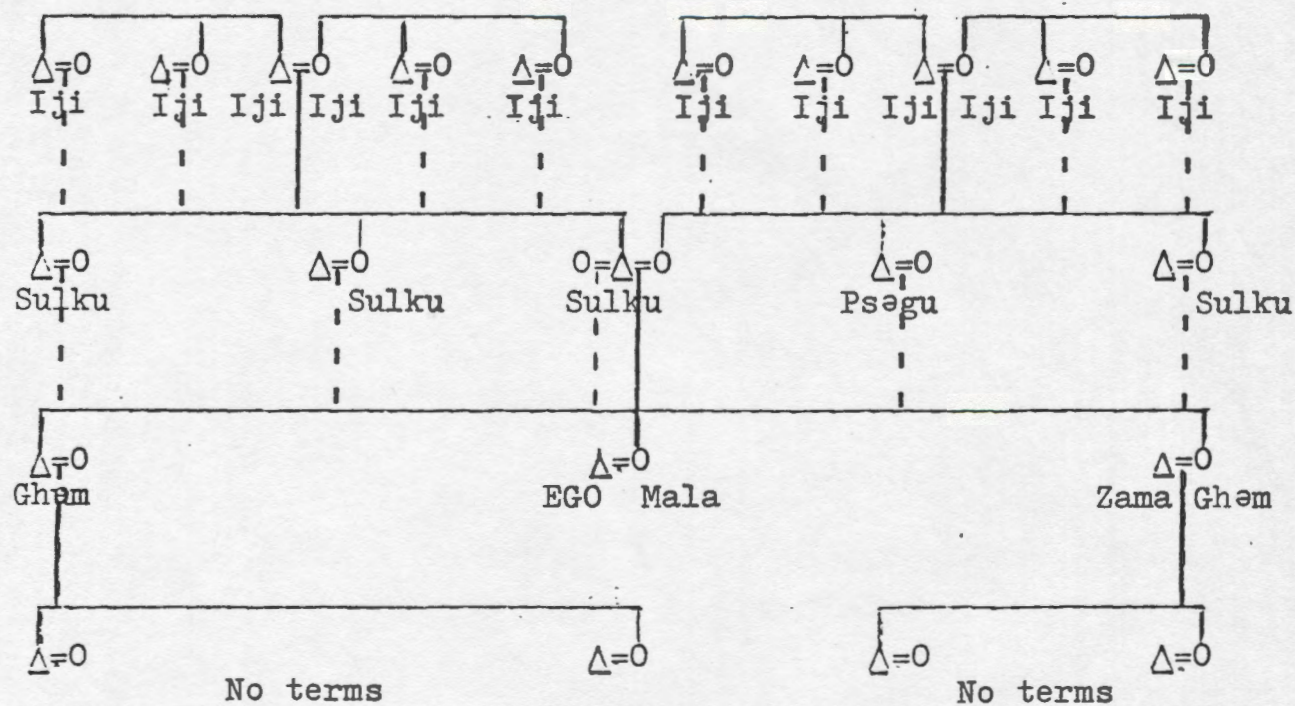 Iji Iji Iji Iji Iji Iji Iji Iji Iji Iji Iji Iji
Sulku Sulku Sulku Psəgu Sulku
Ghəm EGO Mala Zama Ghəm
No terms No terms